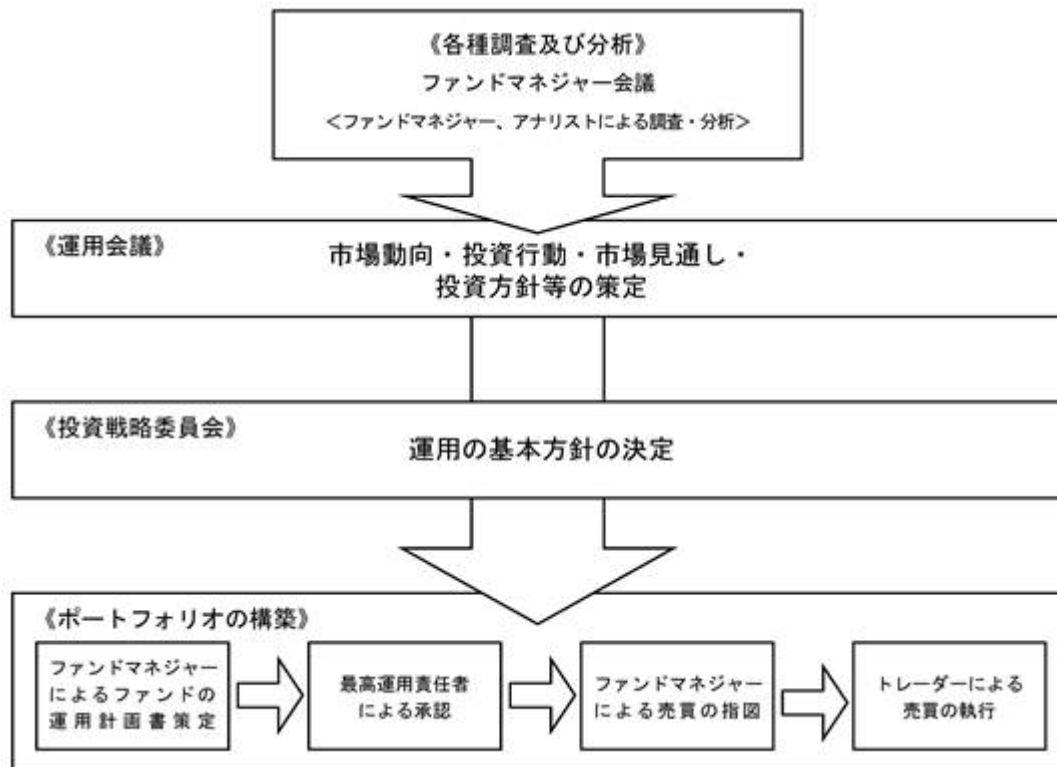 《各種調査及び分析》
ファンドマネジャー会議
＜ファンドマネジャー、アナリストによる調査・分析＞
《運用会議》
市場動向・投資行動・市場見通し・
投資方針等の策定
《投資戦略委員会》
運用の基本方針の決定
《ポートフォリオの構築》
ファンドマネジャー
によるファンドの
運用計画書策定
最高運用責任者
による承認
ファンドマネジャー
による売買の指図
トレーダーによる
売買の執行